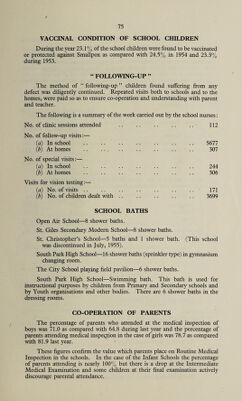 75
VACCINAL CONDITION OF SCHOOL CHILDREN
During the year 23.1% of the school children were found to be vaccinated
or protected against Smallpox as compared with 24.5% in 1954 and 23.3%
during 1953.
“ FOLLOWING-UP ”
The method of “ following-up ” children found suffering from any
defect was diligently continued. Repeated visits both to schools and to the
homes, were paid so as to ensure co-operation and understanding with parent
and teacher.
The following is a summary of the work carried out by the school nurses:
No. of clinic sessions attended .. .. .. .. .. 112
No. of follow-up visits:—
(a) In school .. .. .. .. .. .. 5677
(b) At homes .. .. .. .. .. .. 307
No. of special visits:—
(a) In school .. .. .. .. .. .. 244
(b) At homes .. .. .. .. .. .. 306
Visits for vision testing:—
(a) No. of visits .. .. .. .. .. .. 171
(b) No. of children dealt with .. .. .. .. .. 3699
SCHOOL BATHS
Open Air School—8 shower baths.
St. Giles Secondary Modern School—8 shower baths.
St. Christopher's School—5 baths and 1 shower bath. (This school
was discontinued in July, 1955).
South Park High School—16 shower baths (sprinkler type) in gymnasium
changing room.
The City School playing field pavilion—6 shower baths.
South Park High School—Swimming bath. This bath is used for
instructional purposes by children from Primary and Secondary schools and
by Youth organisations and other bodies. There are 6 shower baths in the
dressing rooms.
CO-OPERATION OF PARENTS
The percentage of parents who attended at the medical inspection of
boys was 71.0 as compared with 64.8 during last year and the percentage of
parents attending medical inspection in the case of girls was 78.7 as compared
with 81.9 last year.
These figures confirm the value which parents place on Routine Medical
Inspection in the schools. In the case of the Infant Schools the percentage
of parents attending is nearly 100%, but there is a drop at the Intermediate
Medical Examination and some children at their final examination actively
discourage parental attendance.